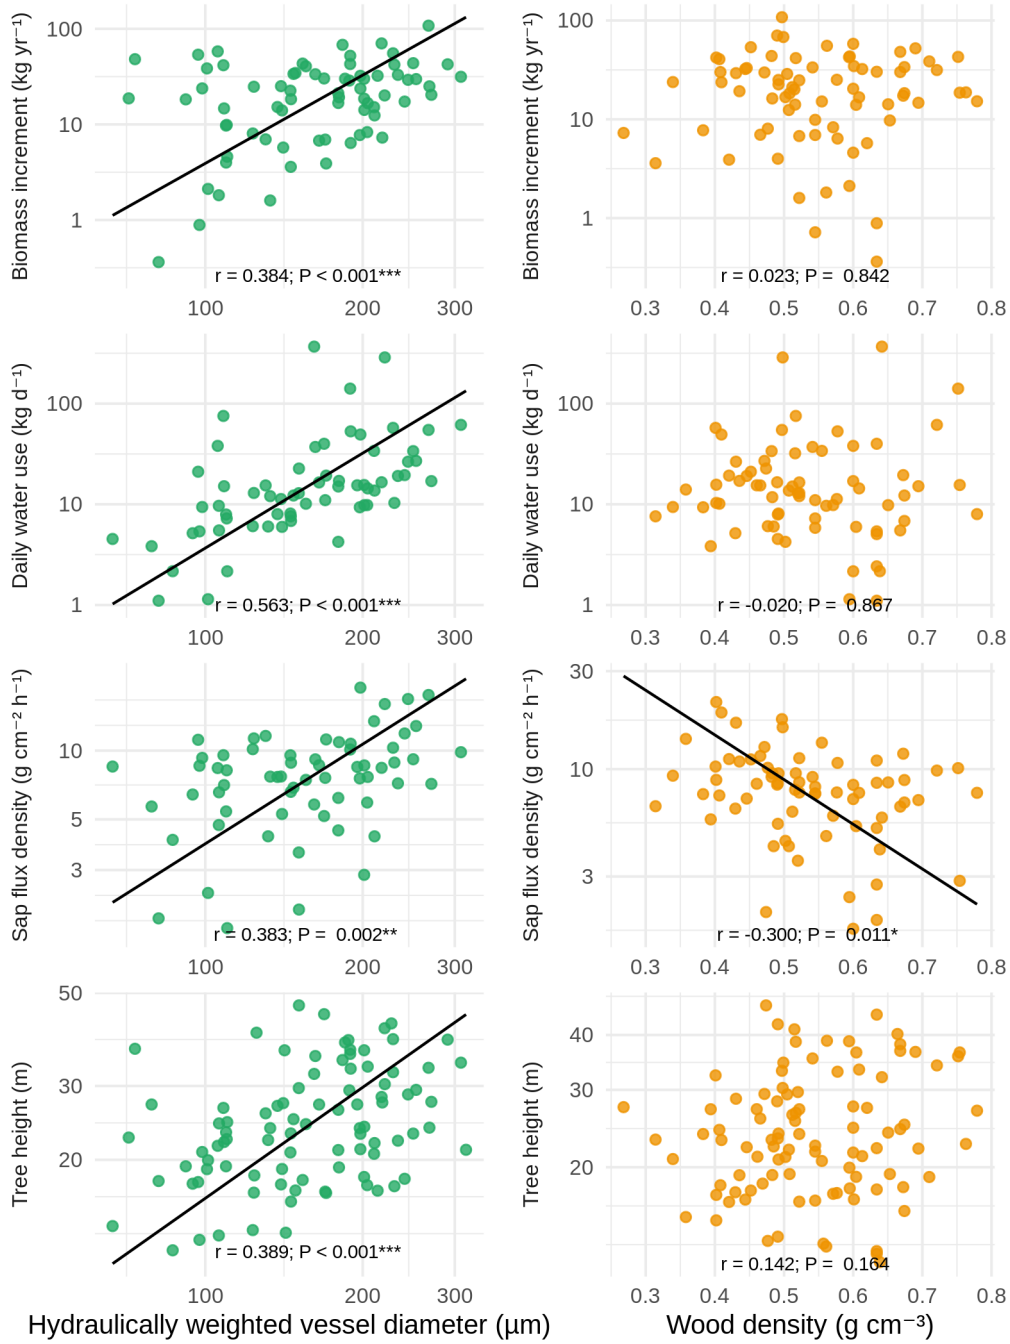 Biomass increment (kg yr⁻¹)
100
10
1
r = 0.384; P < 0.001***
100 200 300
Biomass increment (kg yr⁻¹)
100
10
1
r = 0.023; P = 0.842
0.3 0.4 0.5 0.6 0.7 0.8
Daily water use (kg d⁻¹)
100
10
1
r = 0.563; P < 0.001***
100 200 300
Daily water use (kg d⁻¹)
100
10
1
r = -0.020; P = 0.867
0.3 0.4 0.5 0.6 0.7 0.8
Sap flux density (g cm⁻² h⁻¹)
10
5
3
r = 0.383; P = 0.002**
100 200 300
Sap flux density (g cm⁻² h⁻¹)
30
10
3
r = -0.300; P = 0.011*
0.3 0.4 0.5 0.6 0.7 0.8
Tree height (m)
50
30
20
r = 0.389; P < 0.001***
100 200 300
Hydraulically weighted vessel diameter (µm)
Tree height (m)
40
30
20
r = 0.142; P = 0.164
0.3 0.4 0.5 0.6 0.7 0.8
Wood density (g cm⁻³)